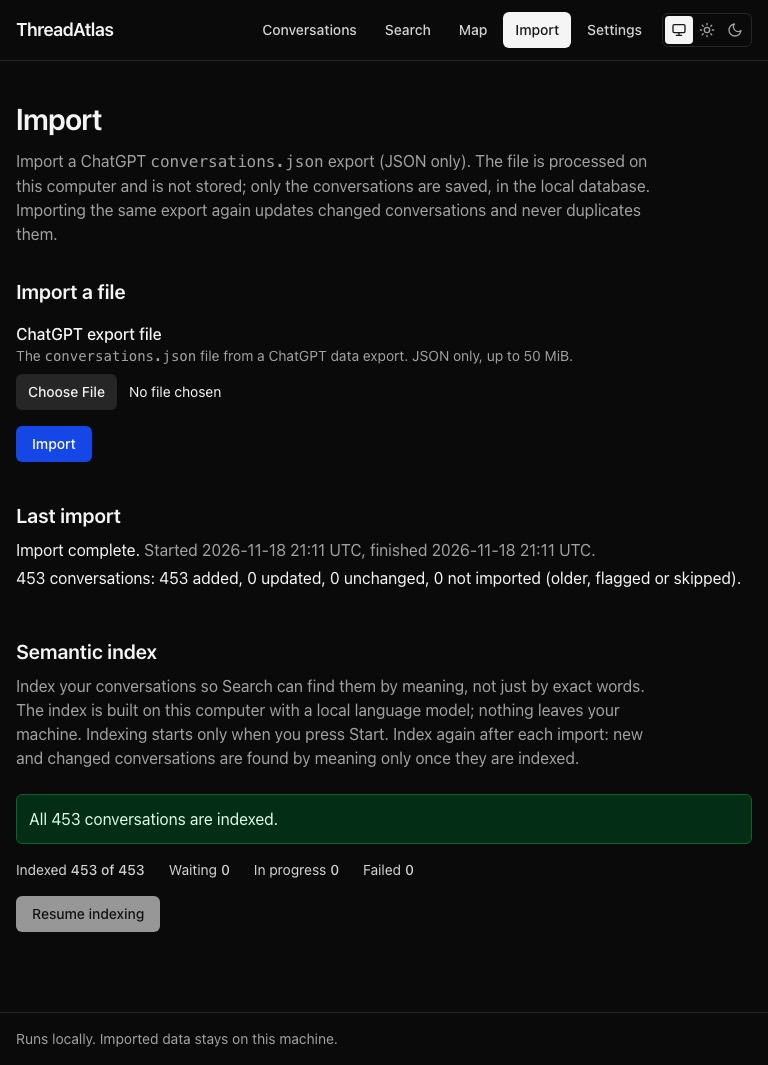 ThreadAtlas
Conversations Search Map Import Settings
Import
Import a ChatGPT conversations.json export (JSON only). The file is processed on
this computer and is not stored; only the conversations are saved, in the local database.
Importing the same export again updates changed conversations and never duplicates
them.
Import a file
ChatGPT export file
The conversations.json file from a ChatGPT data export. JSON only, up to 50 MiB.
Choose File No file chosen
Import
Last import
Import complete. Started 2026-11-18 21:11 UTC, finished 2026-11-18 21:11 UTC.
453 conversations: 453 added, 0 updated, 0 unchanged, 0 not imported (older, flagged or skipped).
Semantic index
Index your conversations so Search can find them by meaning, not just by exact words.
The index is built on this computer with a local language model; nothing leaves your
machine. Indexing starts only when you press Start. Index again after each import: new
and changed conversations are found by meaning only once they are indexed.
All 453 conversations are indexed.
Indexed 453 of 453 Waiting 0 In progress 0 Failed 0
Resume indexing
Runs locally. Imported data stays on this machine.